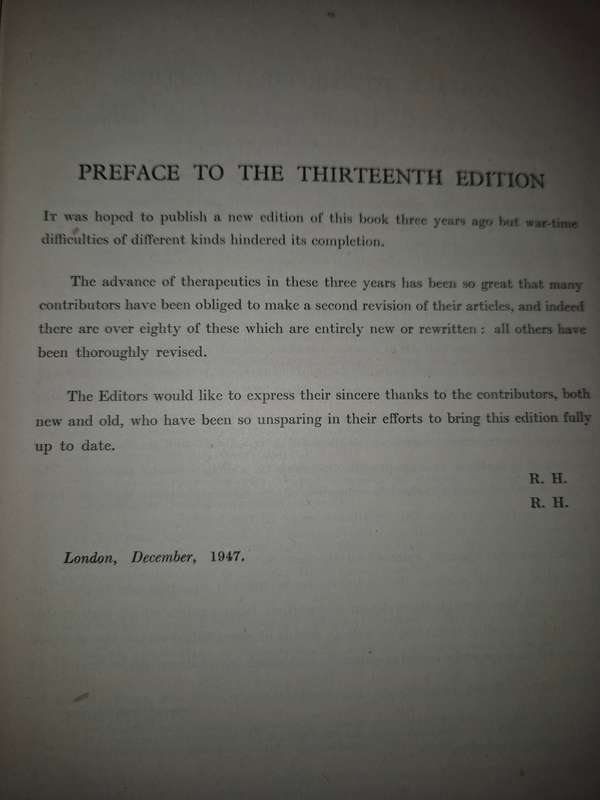 PREFACE TO THE THIRTEENTH EDITION
It was hoped to publish a new edition of this book three years ago but war-time
difficulties of different kinds hindered its completion.
The advance of therapeutics in these three years has been so great that many
contributors have been obliged to make a second revision of their articles, and indeed
there are over eighty of these which are entirely new or rewritten : all others have
been thoroughly revised.
The Editors would like to express their sincere thanks to the contributors, both
new and old, who have been so unsparing in their efforts to bring this edition fully
up to date.
R. H.
R. H.
London, December, 1947.